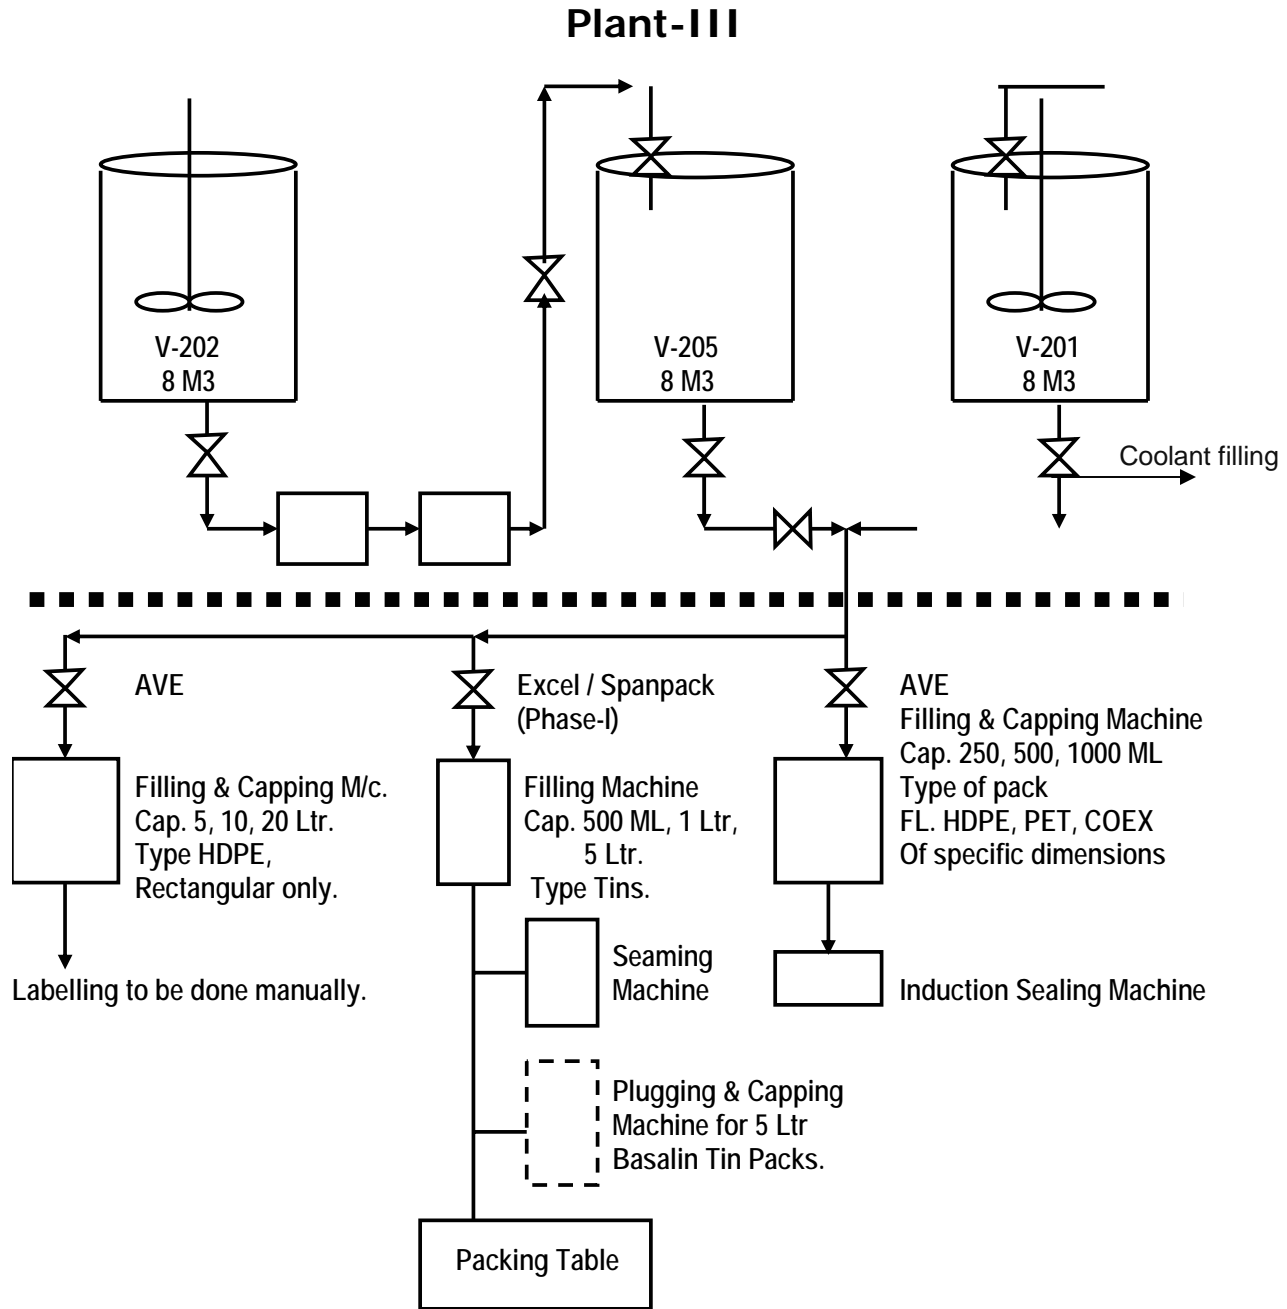 Plant-III
V-202
8 M3
V-205
8 M3
V-201
8 M3
Coolant filling
AVE
Filling & Capping M/c.
Cap. 5, 10, 20 Ltr.
Type HDPE,
Rectangular only.
Labelling to be done manually.
Excel / Spanpack
(Phase-I)
Filling Machine
Cap. 500 ML, 1 Ltr,
5 Ltr.
Type Tins.
Seaming
Machine
Plugging & Capping
Machine for 5 Ltr
Basalin Tin Packs.
Packing Table
AVE
Filling & Capping Machine
Cap. 250, 500, 1000 ML
Type of pack
FL. HDPE, PET, COEX
Of specific dimensions
Induction Sealing Machine